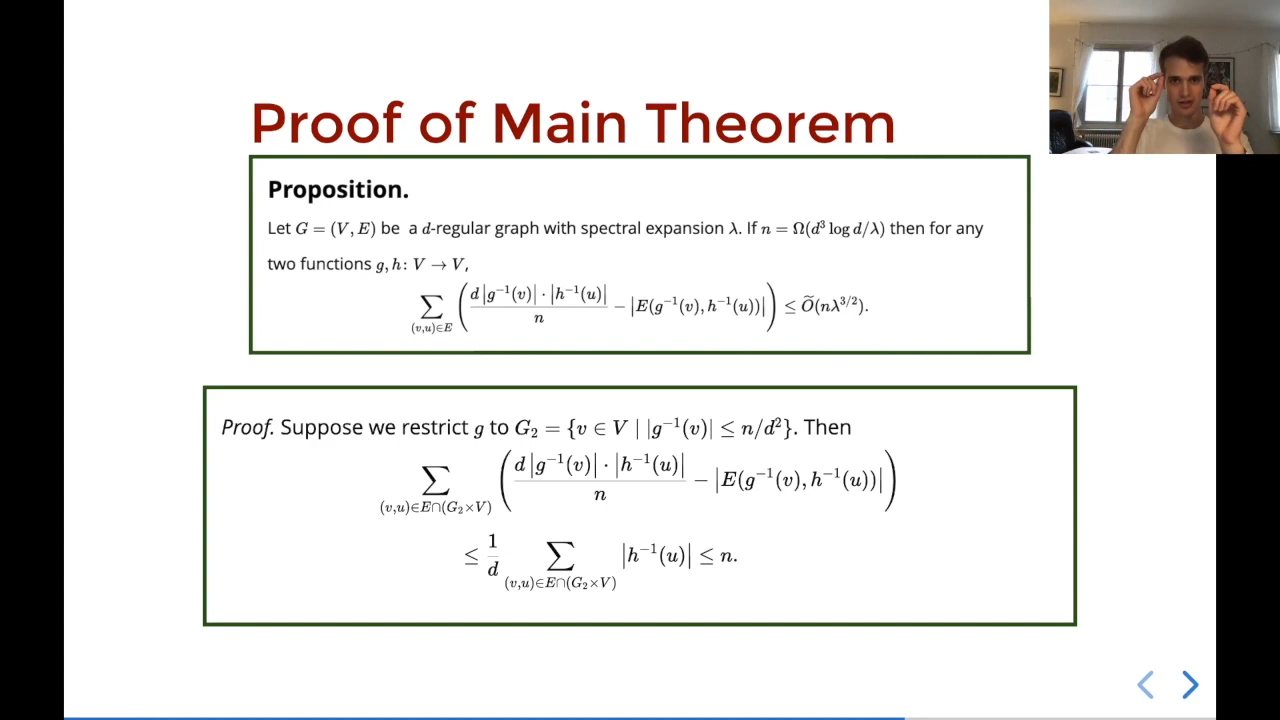 Proof of Main Theorem
Proposition.
Let G = (V, E) be a d-regular graph with spectral expansion λ. If n = Ω(d³ log d/λ) then for any
two functions g, h: V → V,
∑_{(v,u)∈E} ( d|g⁻¹(v)| · |h⁻¹(u)| / n − |E(g⁻¹(v), h⁻¹(u))| ) ≤ Õ(nλ^{3/2}).
Proof. Suppose we restrict g to G₂ = {v ∈ V | |g⁻¹(v)| ≤ n/d²}. Then
∑_{(v,u)∈E∩(G₂×V)} ( d|g⁻¹(v)| · |h⁻¹(u)| / n − |E(g⁻¹(v), h⁻¹(u))| )
≤ 1/d ∑_{(v,u)∈E∩(G₂×V)} |h⁻¹(u)| ≤ n.